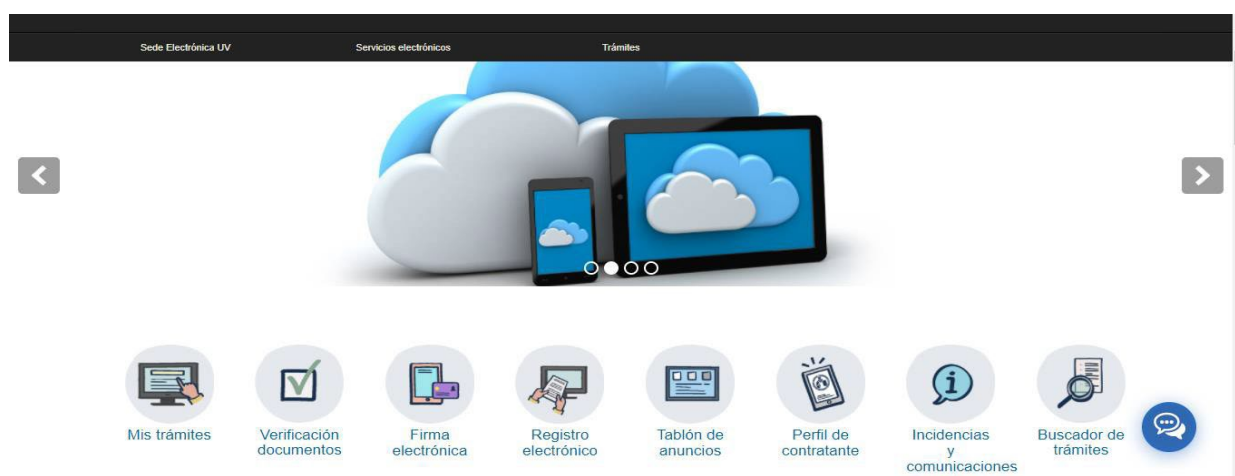 Sede Electrónica UV
Servicios electrónicos
Trámites
Mis trámites
Verificación
documentos
Firma
electrónica
Registro
electrónico
Tablón de
anuncios
Perfil de
contratante
Incidencias
y
comunicaciones
Buscador de
trámites